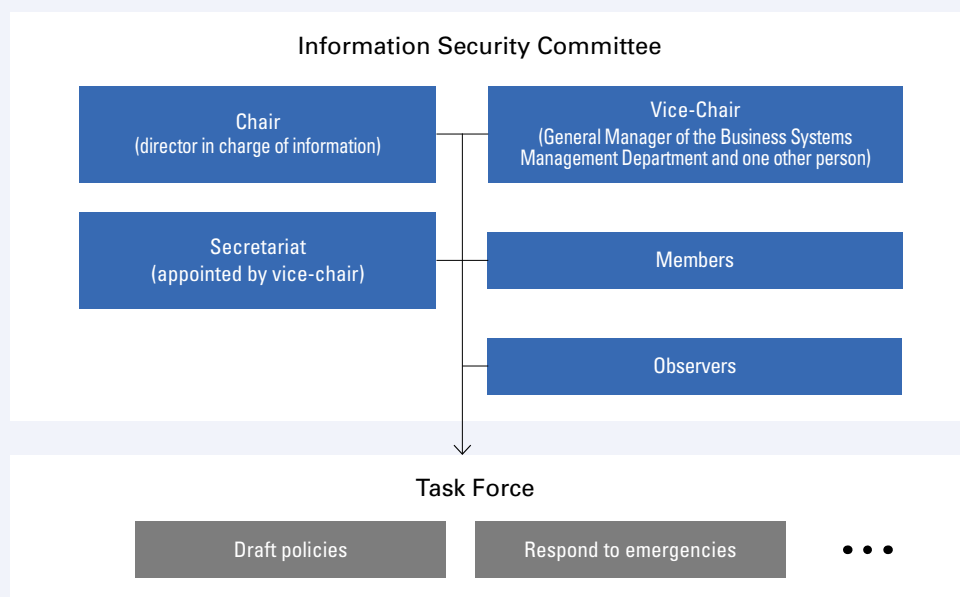 Information Security Committee
Chair
(director in charge of information)
Vice-Chair
(General Manager of the Business Systems
Management Department and one other person)
Secretariat
(appointed by vice-chair)
Members
Observers
Task Force
Draft policies
Respond to emergencies
•••